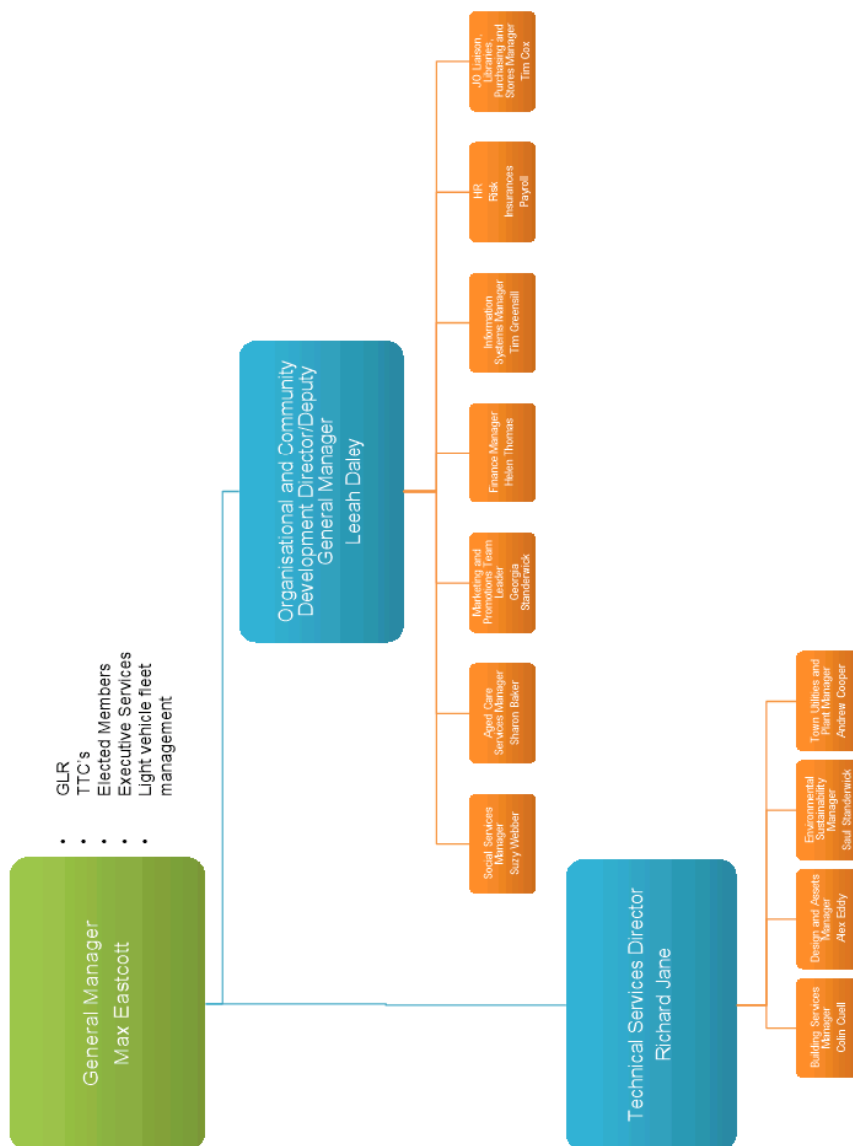 General Manager
Max Eastcott
• GLR
• TTC's
• Elected Members
• Executive Services
• Light vehicle fleet
management
Technical Services Director
Richard Jane
Organisational and Community
Development Director/Deputy
General Manager
Leeah Daley
Building Services
Manager
Colin Cuell
Design and Assets
Manager
Alex Eddy
Environmental
Sustainability
Manager
Saul Standerwick
Town Utilities and
Plant Manager
Andrew Cooper
Social Services
Manager
Suzy Webber
Aged Care
Services Manager
Sharon Baker
Marketing and
Promotions Team
Leader
Georgia
Standerwick
Finance Manager
Helen Thomas
Information
Systems Manager
Tim Greensill
HR
Risk
Insurances
Payroll
JO Liaison,
Libraries,
Purchasing and
Stores Manager
Tim Cox